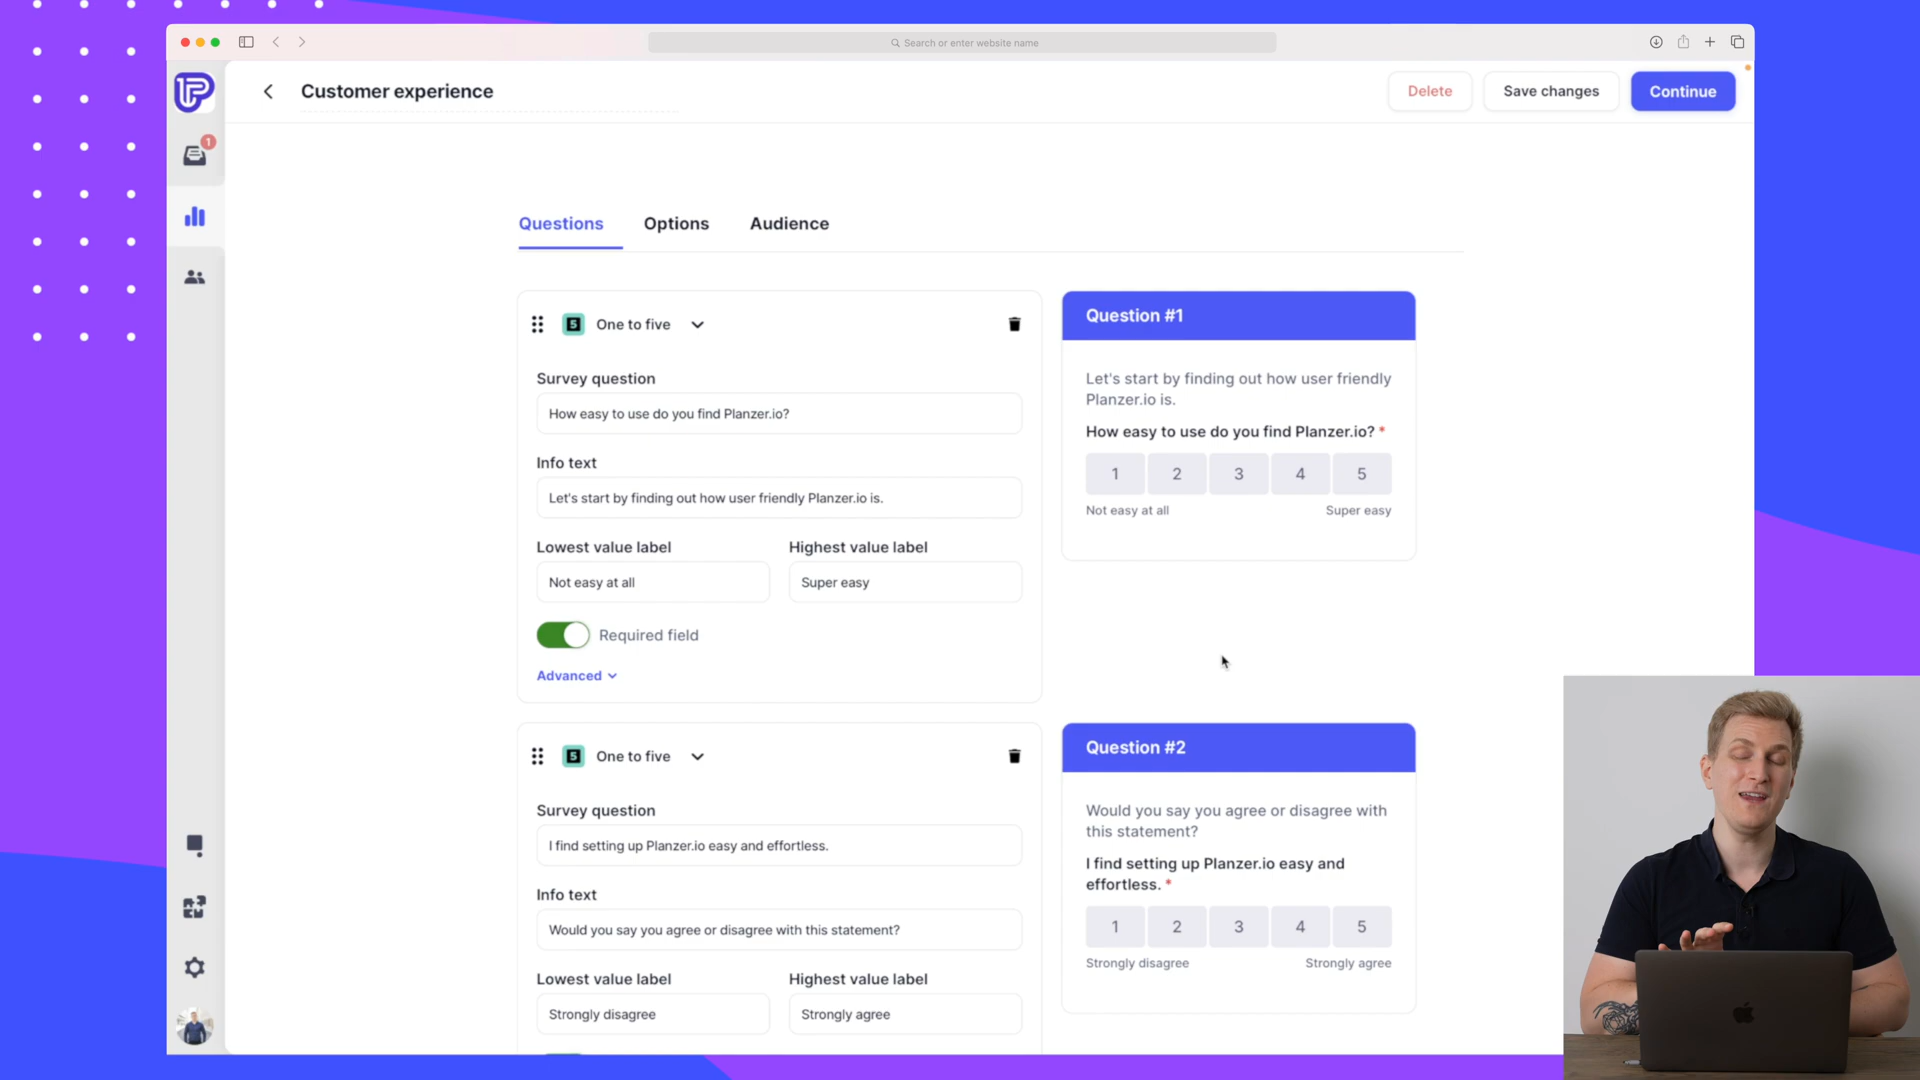 Search or enter website name
Customer experience
Delete
Save changes
Continue
1
Questions
Options
Audience
5
One to five
Survey question
How easy to use do you find Planzer.io?
Info text
Let's start by finding out how user friendly Planzer.io is.
Lowest value label
Highest value label
Not easy at all
Super easy
Required field
Advanced
Question #1
Let's start by finding out how user friendly
Planzer.io is.
How easy to use do you find Planzer.io? *
1 2 3 4 5
Not easy at all
Super easy
5
One to five
Survey question
I find setting up Planzer.io easy and effortless.
Info text
Would you say you agree or disagree with this statement?
Lowest value label
Highest value label
Strongly disagree
Strongly agree
Question #2
Would you say you agree or disagree with
this statement?
I find setting up Planzer.io easy and
effortless. *
1 2 3 4 5
Strongly disagree
Strongly agree